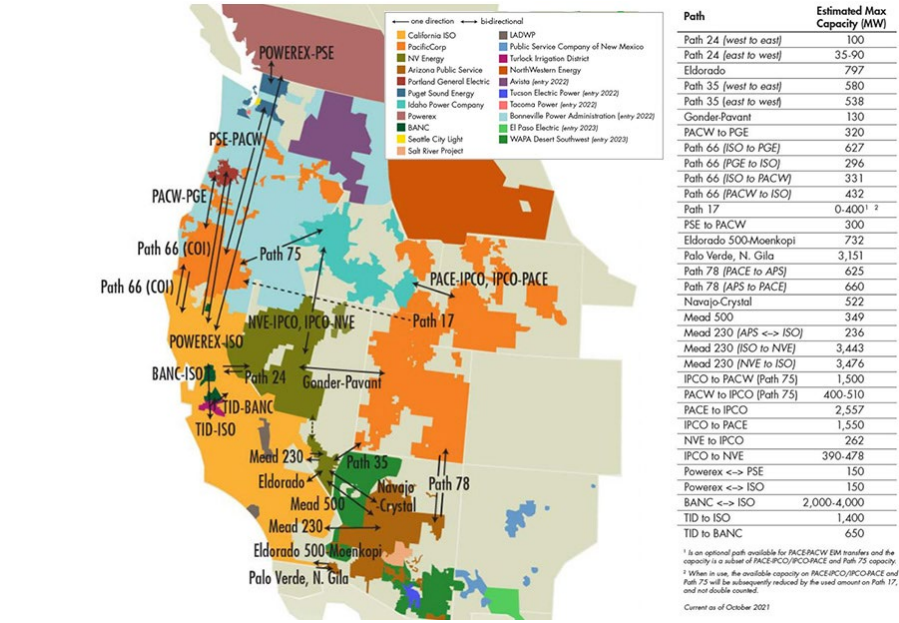 one direction bi-directional
California ISO
PacifiCorp
NV Energy
Arizona Public Service
Portland General Electric
Puget Sound Energy
Idaho Power Company
Powerex
BANC
Seattle City Light
Salt River Project
LADWP
Public Service Company of New Mexico
Turlock Irrigation District
NorthWestern Energy
Avista (entry 2022)
Tucson Electric Power (entry 2022)
Tacoma Power (entry 2022)
Bonneville Power Administration (entry 2022)
El Paso Electric (entry 2023)
WAPA Desert Southwest (entry 2023)
POWEREX-PSE
PSE-PACW
PACW-PGE
Path 66 (COI)
Path 75
Path 66 (COI)
PACE-IPCO, IPCO-PACE
NVE-IPCO, IPCO-NVE
Path 17
POWEREX-ISO
BANC-ISO
Path 24
Gonder-Pavant
TID-BANC
TID-ISO
Mead 230
Path 35
Eldorado
Navajo
-Crystal
Path 78
Mead 500
Mead 230
Eldorado 500-Moenkopi
Palo Verde, N. Gila
Path Estimated Max
Capacity (MW)
Path 24 (west to east) 100
Path 24 (east to west) 35-90
Eldorado 797
Path 35 (west to east) 580
Path 35 (east to west) 538
Gonder-Pavant 130
PACW to PGE 320
Path 66 (ISO to PGE) 627
Path 66 (PGE to ISO) 296
Path 66 (ISO to PACW) 331
Path 66 (PACW to ISO) 432
Path 17 0-400¹ ²
PSE to PACW 300
Eldorado 500-Moenkopi 732
Palo Verde, N. Gila 3,151
Path 78 (PACE to APS) 625
Path 78 (APS to PACE) 660
Navajo-Crystal 522
Mead 500 349
Mead 230 (APS <-> ISO) 236
Mead 230 (ISO to NVE) 3,443
Mead 230 (NVE to ISO) 3,476
IPCO to PACW (Path 75) 1,500
PACW to IPCO (Path 75) 400-510
PACE to IPCO 2,557
IPCO to PACE 1,550
NVE to IPCO 262
IPCO to NVE 390-478
Powerex <-> PSE 150
Powerex <-> ISO 150
BANC <-> ISO 2,000-4,000
TID to ISO 1,400
TID to BANC 650
¹ Is an optional path available for PACE-PACW EIM transfers and the
capacity is a subset of PACE-IPCO/IPCO-PACE and Path 75 capacity.
² When in use, the available capacity on PACE-IPCO/IPCO-PACE and
Path 75 will be subsequently reduced by the used amount on Path 17,
and not double counted.
Current as of October 2021